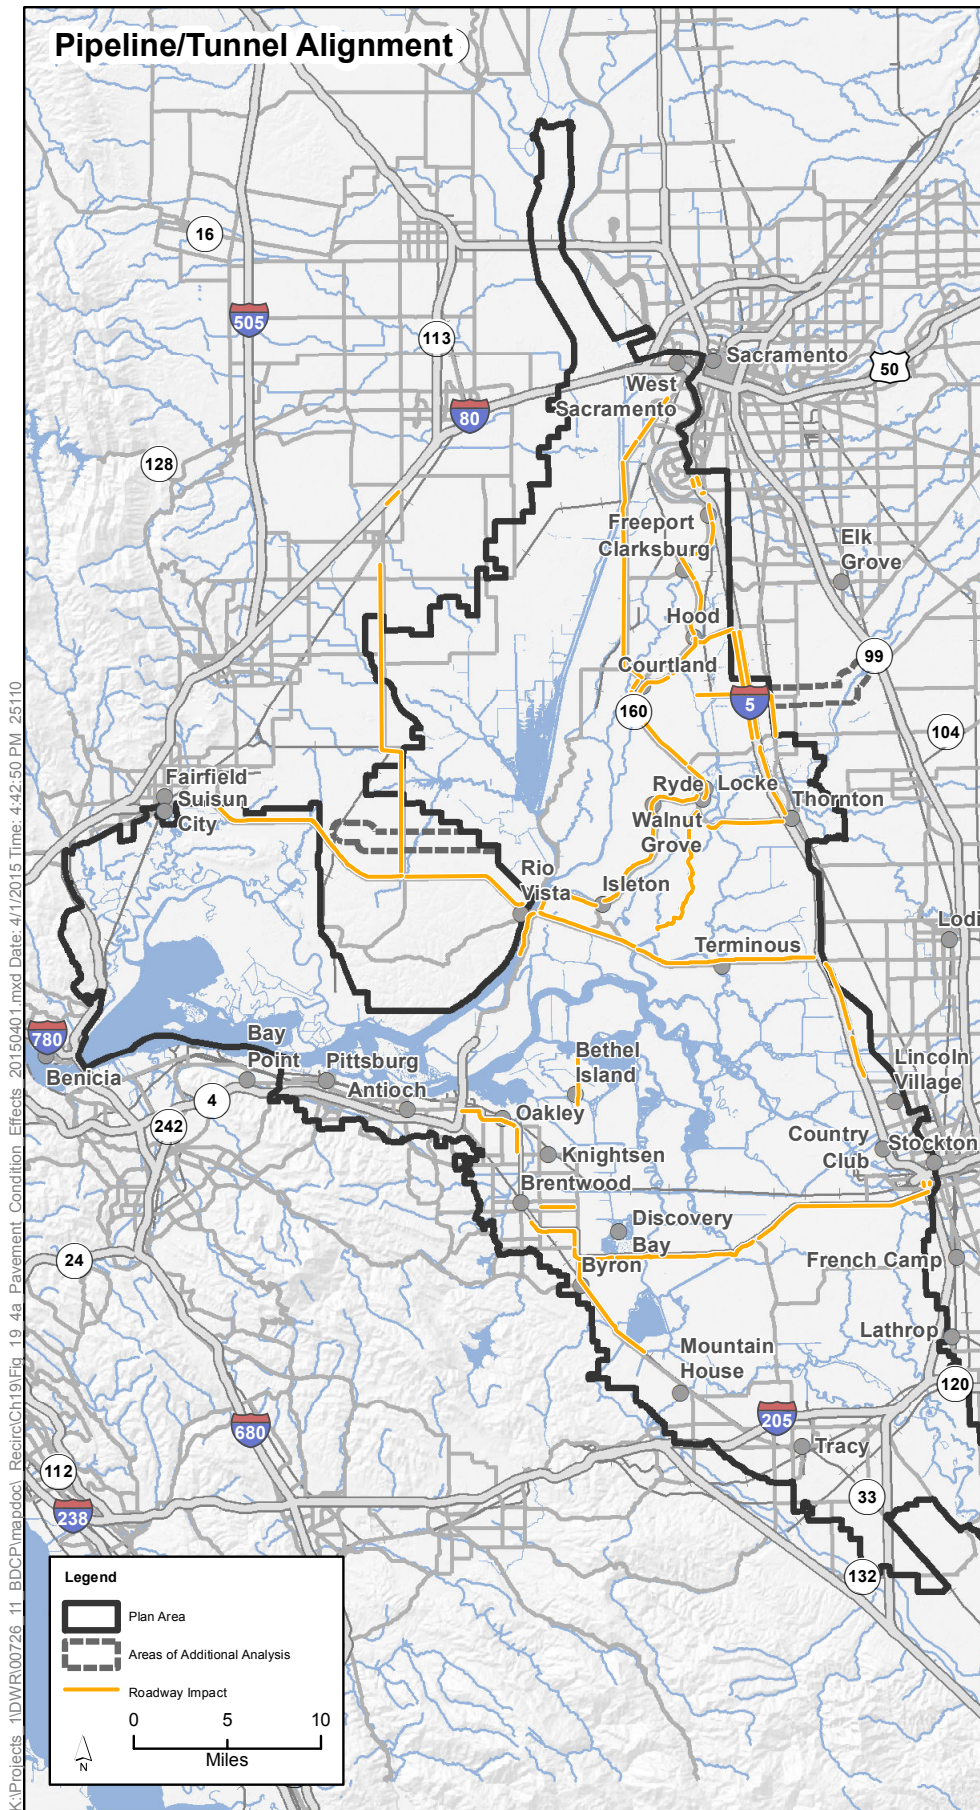 Pipeline/Tunnel Alignment
16
505
113
Sacramento
50
West
Sacramento
80
128
Freeport
Clarksburg
Elk
Grove
Hood
99
Courtland
5
160
104
Fairfield
Suisun
City
Ryde
Locke
Walnut
Grove
Thornton
Rio
Vista
Isleton
Lodi
Terminous
780
Benicia
Bay
Point
Pittsburg
Antioch
Bethel
Island
Lincoln
Village
4
242
Oakley
Country
Club
Stockton
Knightsen
Brentwood
Discovery
Bay
24
Byron
French Camp
Lathrop
Mountain
House
120
205
680
Tracy
112
33
238
132
Legend
Plan Area
Areas of Additional Analysis
Roadway Impact
0 5 10
Miles
N
K:\Projects_1\DWR\00726_11_BDCP\mapdoc\_Recirc\Ch19\Fig_19_4a_Pavement_Condition_Effects_20150401.mxd Date: 4/1/2015 Time: 4:42:50 PM 25110